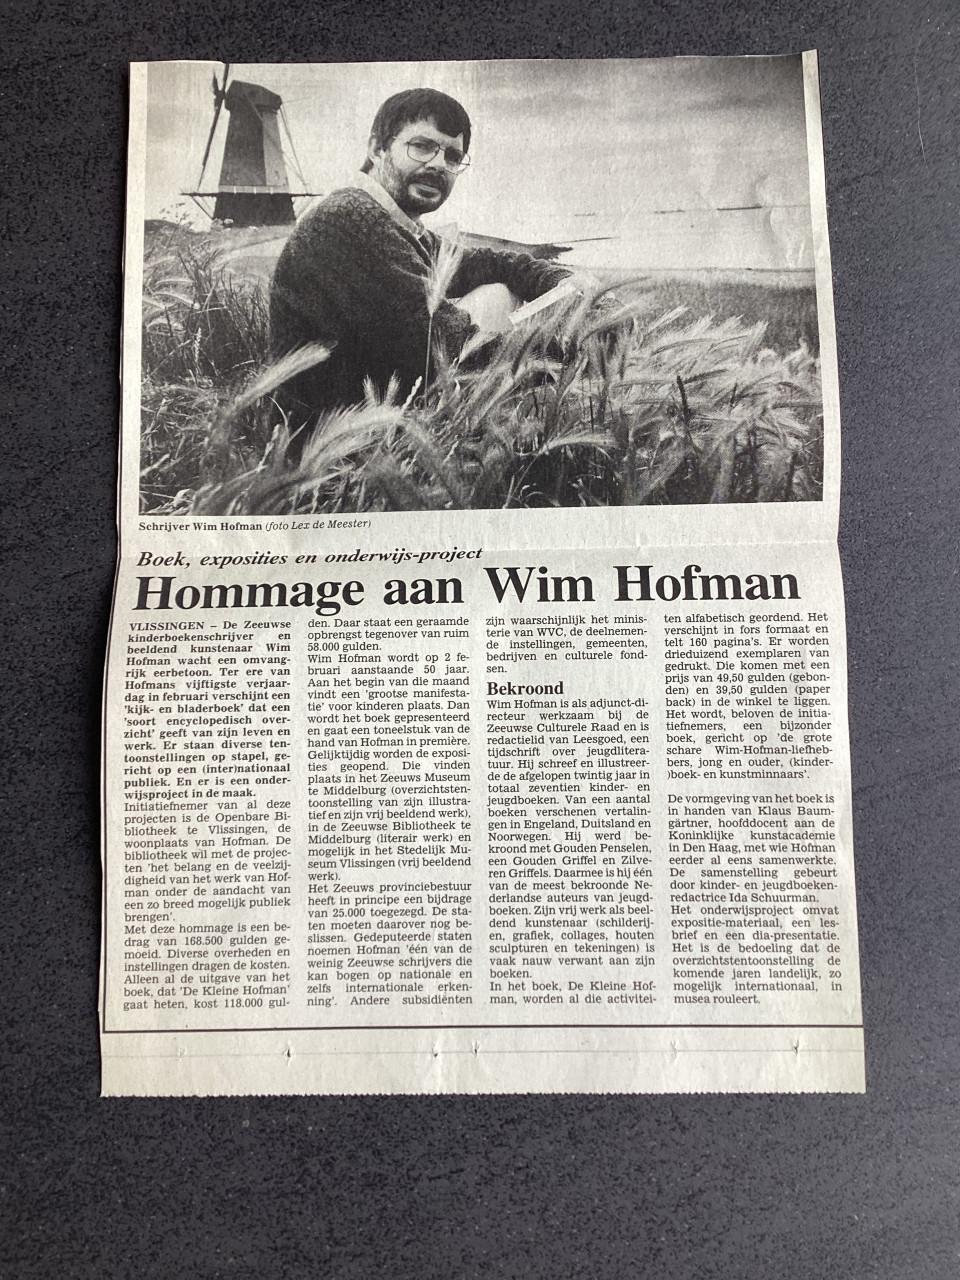 Schrijver Wim Hofman (foto Lex de Meester)
Boek, exposities en onderwijs-project
Hommage aan Wim Hofman
VLISSINGEN – De Zeeuwse
kinderboekenschrijver en
beeldend kunstenaar Wim
Hofman wacht een omvang-
rijk eerbetoon. Ter ere van
Hofmans vijftigste verjaar-
dag in februari verschijnt een
'kijk- en bladerboek' dat een
'soort encyclopedisch over-
zicht' geeft van zijn leven en
werk. Er staan diverse ten-
toonstellingen op stapel, ge-
richt op een (inter)nationaal
publiek. En er is een onder-
wijsproject in de maak.
Initiatiefnemer van al deze
projecten is de Openbare Bi-
bliotheek te Vlissingen, de
woonplaats van Hofman. De
bibliotheek wil met de projec-
ten 'het belang en de veelzij-
digheid van het werk van Hof-
man onder de aandacht van
een zo breed mogelijk publiek
brengen'.
Met deze hommage is een be-
drag van 168.500 gulden ge-
moeid. Diverse overheden en
instellingen dragen de kosten.
Alleen al de uitgave van het
boek, dat 'De Kleine Hofman'
gaat heten, kost 118.000 gul-
den. Daar staat een geraamde
opbrengst tegenover van ruim
58.000 gulden.
Wim Hofman wordt op 2 fe-
bruari aanstaande 50 jaar.
Aan het begin van die maand
vindt een 'grootse manifesta-
tie' voor kinderen plaats. Dan
wordt het boek gepresenteerd
en gaat een toneelstuk van de
hand van Hofman in première.
Gelijktijdig worden de exposi-
ties geopend. Die vinden
plaats in het Zeeuws Museum
te Middelburg (overzichtsten-
toonstelling van zijn illustra-
tief en zijn vrij beeldend werk),
in de Zeeuwse Bibliotheek te
Middelburg (literair werk) en
mogelijk in het Stedelijk Mu-
seum Vlissingen (vrij beeldend
werk).
Het Zeeuws provinciebestuur
heeft in principe een bijdrage
van 25.000 toegezegd. De sta-
ten moeten daarover nog be-
slissen. Gedeputeerde staten
noemen Hofman 'één van de
weinig Zeeuwse schrijvers die
kan bogen op nationale en
zelfs internationale erken-
ning'. Andere subsidiënten
zijn waarschijnlijk het minis-
terie van WVC, de deelnemen-
de instellingen, gemeenten,
bedrijven en culturele fond-
sen.
Bekroond
Wim Hofman is als adjunct-di-
recteur werkzaam bij de
Zeeuwse Culturele Raad en is
redactielid van Leesgoed, een
tijdschrift over jeugdlitera-
tuur. Hij schreef en illustreer-
de de afgelopen twintig jaar in
totaal zeventien kinder- en
jeugdboeken. Van een aantal
boeken verschenen vertalin-
gen in Engeland, Duitsland en
Noorwegen. Hij werd be-
kroond met Gouden Penselen,
een Gouden Griffel en Zilve-
ren Griffels. Daarmee is hij één
van de meest bekroonde Ne-
derlandse auteurs van jeugd-
boeken. Zijn vrij werk als beel-
dend kunstenaar (schilderij-
en, grafiek, collages, houten
sculpturen en tekeningen) is
vaak nauw verwant aan zijn
boeken.
In het boek, De Kleine Hof-
man, worden al die activitei-
ten alfabetisch geordend. Het
verschijnt in fors formaat en
telt 160 pagina's. Er worden
drieduizend exemplaren van
gedrukt. Die komen met een
prijs van 49,50 gulden (gebon-
den) en 39,50 gulden (paper
back) in de winkel te liggen.
Het wordt, beloven de initia-
tiefnemers, een bijzonder
boek, gericht op 'de grote
schare Wim-Hofman-liefheb-
bers, jong en ouder, (kinder-
)boek- en kunstminnaars'.
De vormgeving van het boek is
in handen van Klaus Baum-
gärtner, hoofddocent aan de
Koninklijke kunstacademie
in Den Haag, met wie Hofman
eerder al eens samenwerkte.
De samenstelling gebeurt
door kinder- en jeugdboeken-
redactrice Ida Schuurman.
Het onderwijsproject omvat
expositie-materiaal, een les-
brief en een dia-presentatie.
Het is de bedoeling dat de
overzichtstentoonstelling de
komende jaren landelijk, zo
mogelijk internationaal, in
musea rouleert.